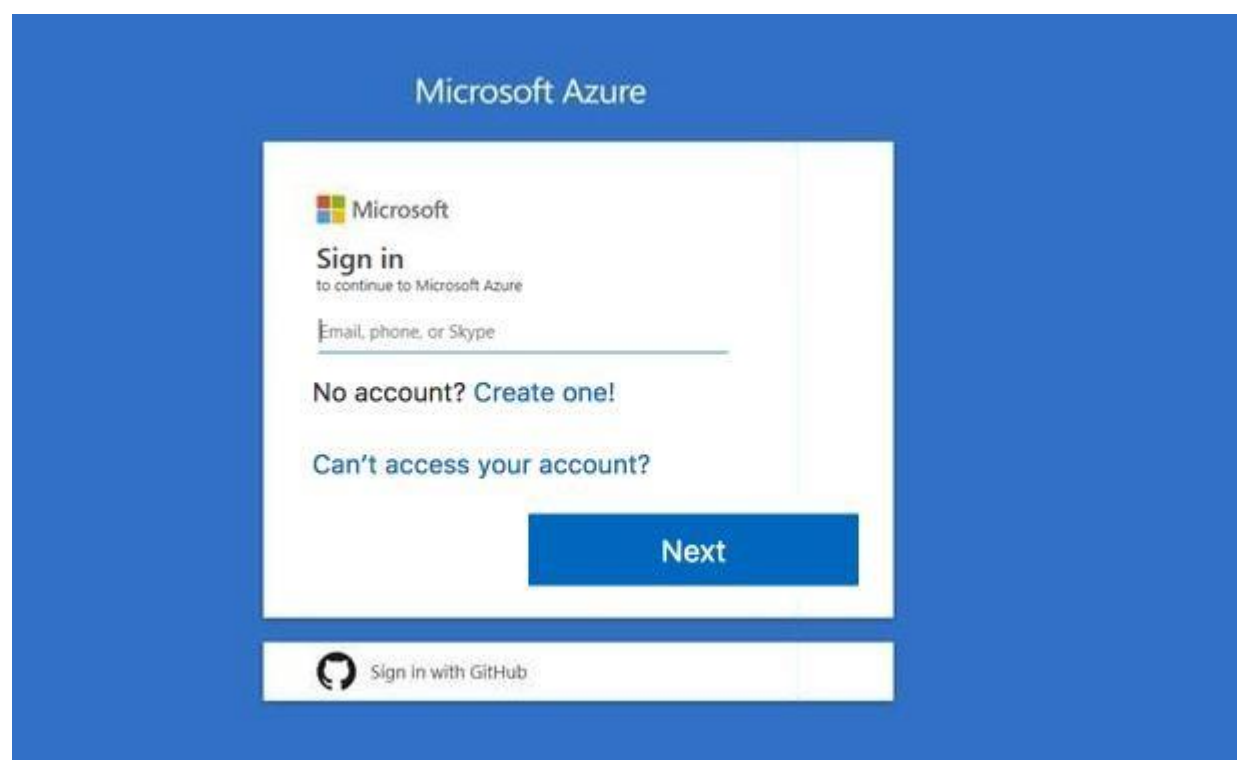 Microsoft Azure
Microsoft
Sign in
to continue to Microsoft Azure
Email, phone, or Skype
No account? Create one!
Can't access your account?
Next
Sign in with GitHub